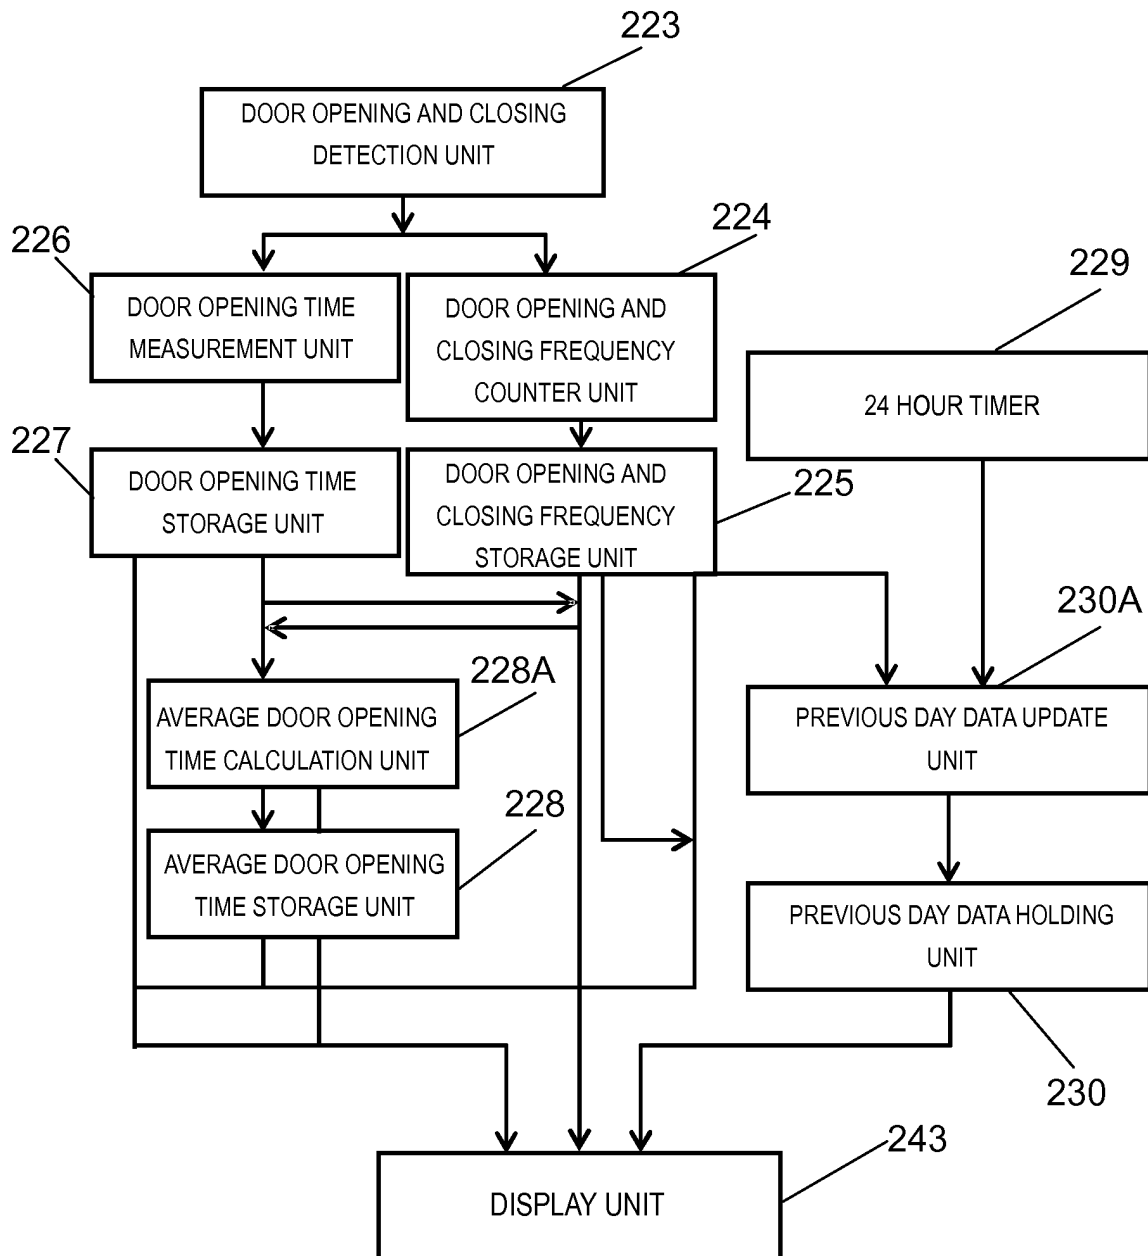 223
DOOR OPENING AND CLOSING
DETECTION UNIT
224
226
DOOR OPENING TIME
MEASUREMENT UNIT
DOOR OPENING AND
CLOSING FREQUENCY
COUNTER UNIT
229
24 HOUR TIMER
227
DOOR OPENING TIME
STORAGE UNIT
DOOR OPENING AND
CLOSING FREQUENCY
STORAGE UNIT
225
230A
228A
AVERAGE DOOR OPENING
TIME CALCULATION UNIT
PREVIOUS DAY DATA UPDATE
UNIT
228
AVERAGE DOOR OPENING
TIME STORAGE UNIT
PREVIOUS DAY DATA HOLDING
UNIT
230
243
DISPLAY UNIT